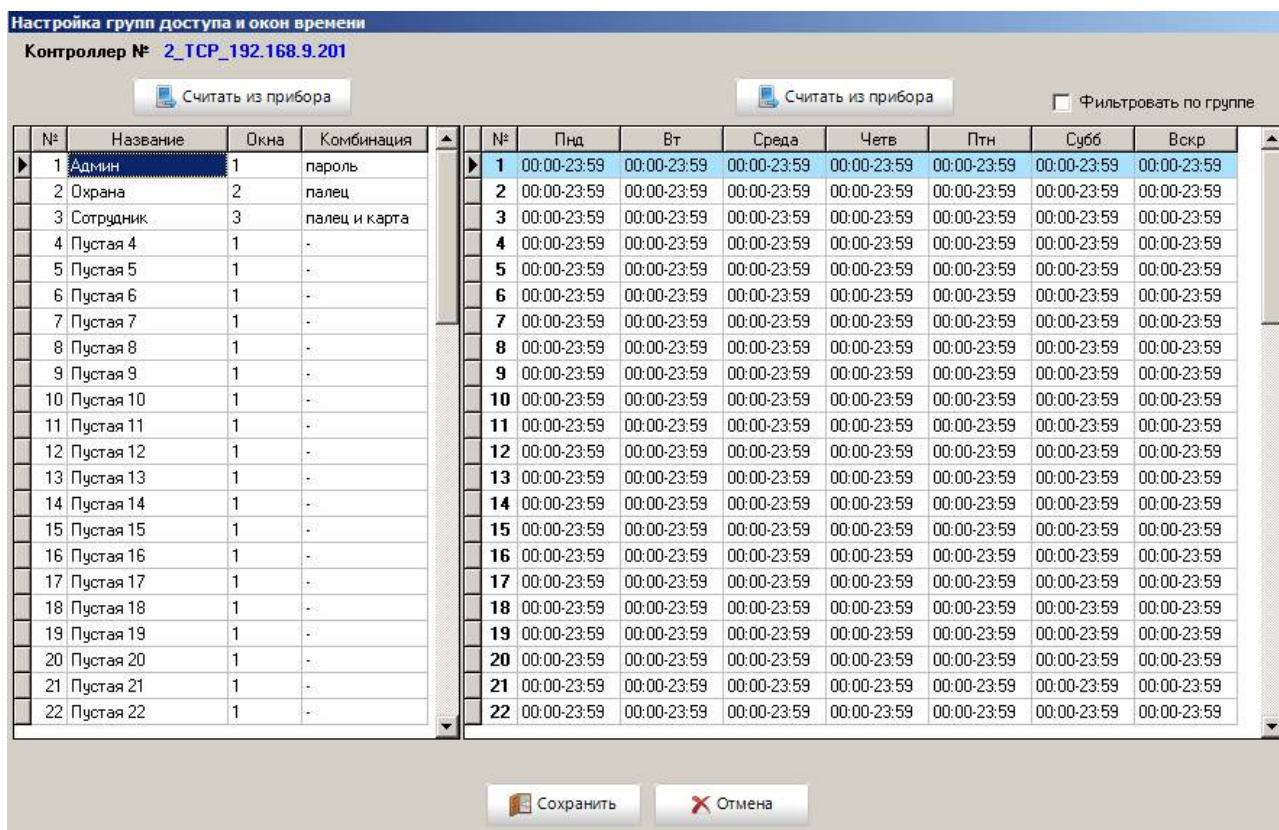 Настройка групп доступа и окон времени
Контроллер № 2_TCP_192.168.9.201
Считать из прибора Считать из прибора Фильтровать по группе
№ Название Окна Комбинация № Пнд Вт Среда Четв Птн Субб Вскр
1 Админ 1 пароль 1 00:00-23:59 00:00-23:59 00:00-23:59 00:00-23:59 00:00-23:59 00:00-23:59 00:00-23:59
2 Охрана 2 палец 2 00:00-23:59 00:00-23:59 00:00-23:59 00:00-23:59 00:00-23:59 00:00-23:59 00:00-23:59
3 Сотрудник 3 палец и карта 3 00:00-23:59 00:00-23:59 00:00-23:59 00:00-23:59 00:00-23:59 00:00-23:59 00:00-23:59
4 Пустая 4 1 - 4 00:00-23:59 00:00-23:59 00:00-23:59 00:00-23:59 00:00-23:59 00:00-23:59 00:00-23:59
5 Пустая 5 1 - 5 00:00-23:59 00:00-23:59 00:00-23:59 00:00-23:59 00:00-23:59 00:00-23:59 00:00-23:59
6 Пустая 6 1 - 6 00:00-23:59 00:00-23:59 00:00-23:59 00:00-23:59 00:00-23:59 00:00-23:59 00:00-23:59
7 Пустая 7 1 - 7 00:00-23:59 00:00-23:59 00:00-23:59 00:00-23:59 00:00-23:59 00:00-23:59 00:00-23:59
8 Пустая 8 1 - 8 00:00-23:59 00:00-23:59 00:00-23:59 00:00-23:59 00:00-23:59 00:00-23:59 00:00-23:59
9 Пустая 9 1 - 9 00:00-23:59 00:00-23:59 00:00-23:59 00:00-23:59 00:00-23:59 00:00-23:59 00:00-23:59
10 Пустая 10 1 - 10 00:00-23:59 00:00-23:59 00:00-23:59 00:00-23:59 00:00-23:59 00:00-23:59 00:00-23:59
11 Пустая 11 1 - 11 00:00-23:59 00:00-23:59 00:00-23:59 00:00-23:59 00:00-23:59 00:00-23:59 00:00-23:59
12 Пустая 12 1 - 12 00:00-23:59 00:00-23:59 00:00-23:59 00:00-23:59 00:00-23:59 00:00-23:59 00:00-23:59
13 Пустая 13 1 - 13 00:00-23:59 00:00-23:59 00:00-23:59 00:00-23:59 00:00-23:59 00:00-23:59 00:00-23:59
14 Пустая 14 1 - 14 00:00-23:59 00:00-23:59 00:00-23:59 00:00-23:59 00:00-23:59 00:00-23:59 00:00-23:59
15 Пустая 15 1 - 15 00:00-23:59 00:00-23:59 00:00-23:59 00:00-23:59 00:00-23:59 00:00-23:59 00:00-23:59
16 Пустая 16 1 - 16 00:00-23:59 00:00-23:59 00:00-23:59 00:00-23:59 00:00-23:59 00:00-23:59 00:00-23:59
17 Пустая 17 1 - 17 00:00-23:59 00:00-23:59 00:00-23:59 00:00-23:59 00:00-23:59 00:00-23:59 00:00-23:59
18 Пустая 18 1 - 18 00:00-23:59 00:00-23:59 00:00-23:59 00:00-23:59 00:00-23:59 00:00-23:59 00:00-23:59
19 Пустая 19 1 - 19 00:00-23:59 00:00-23:59 00:00-23:59 00:00-23:59 00:00-23:59 00:00-23:59 00:00-23:59
20 Пустая 20 1 - 20 00:00-23:59 00:00-23:59 00:00-23:59 00:00-23:59 00:00-23:59 00:00-23:59 00:00-23:59
21 Пустая 21 1 - 21 00:00-23:59 00:00-23:59 00:00-23:59 00:00-23:59 00:00-23:59 00:00-23:59 00:00-23:59
22 Пустая 22 1 - 22 00:00-23:59 00:00-23:59 00:00-23:59 00:00-23:59 00:00-23:59 00:00-23:59 00:00-23:59
Сохранить Отмена